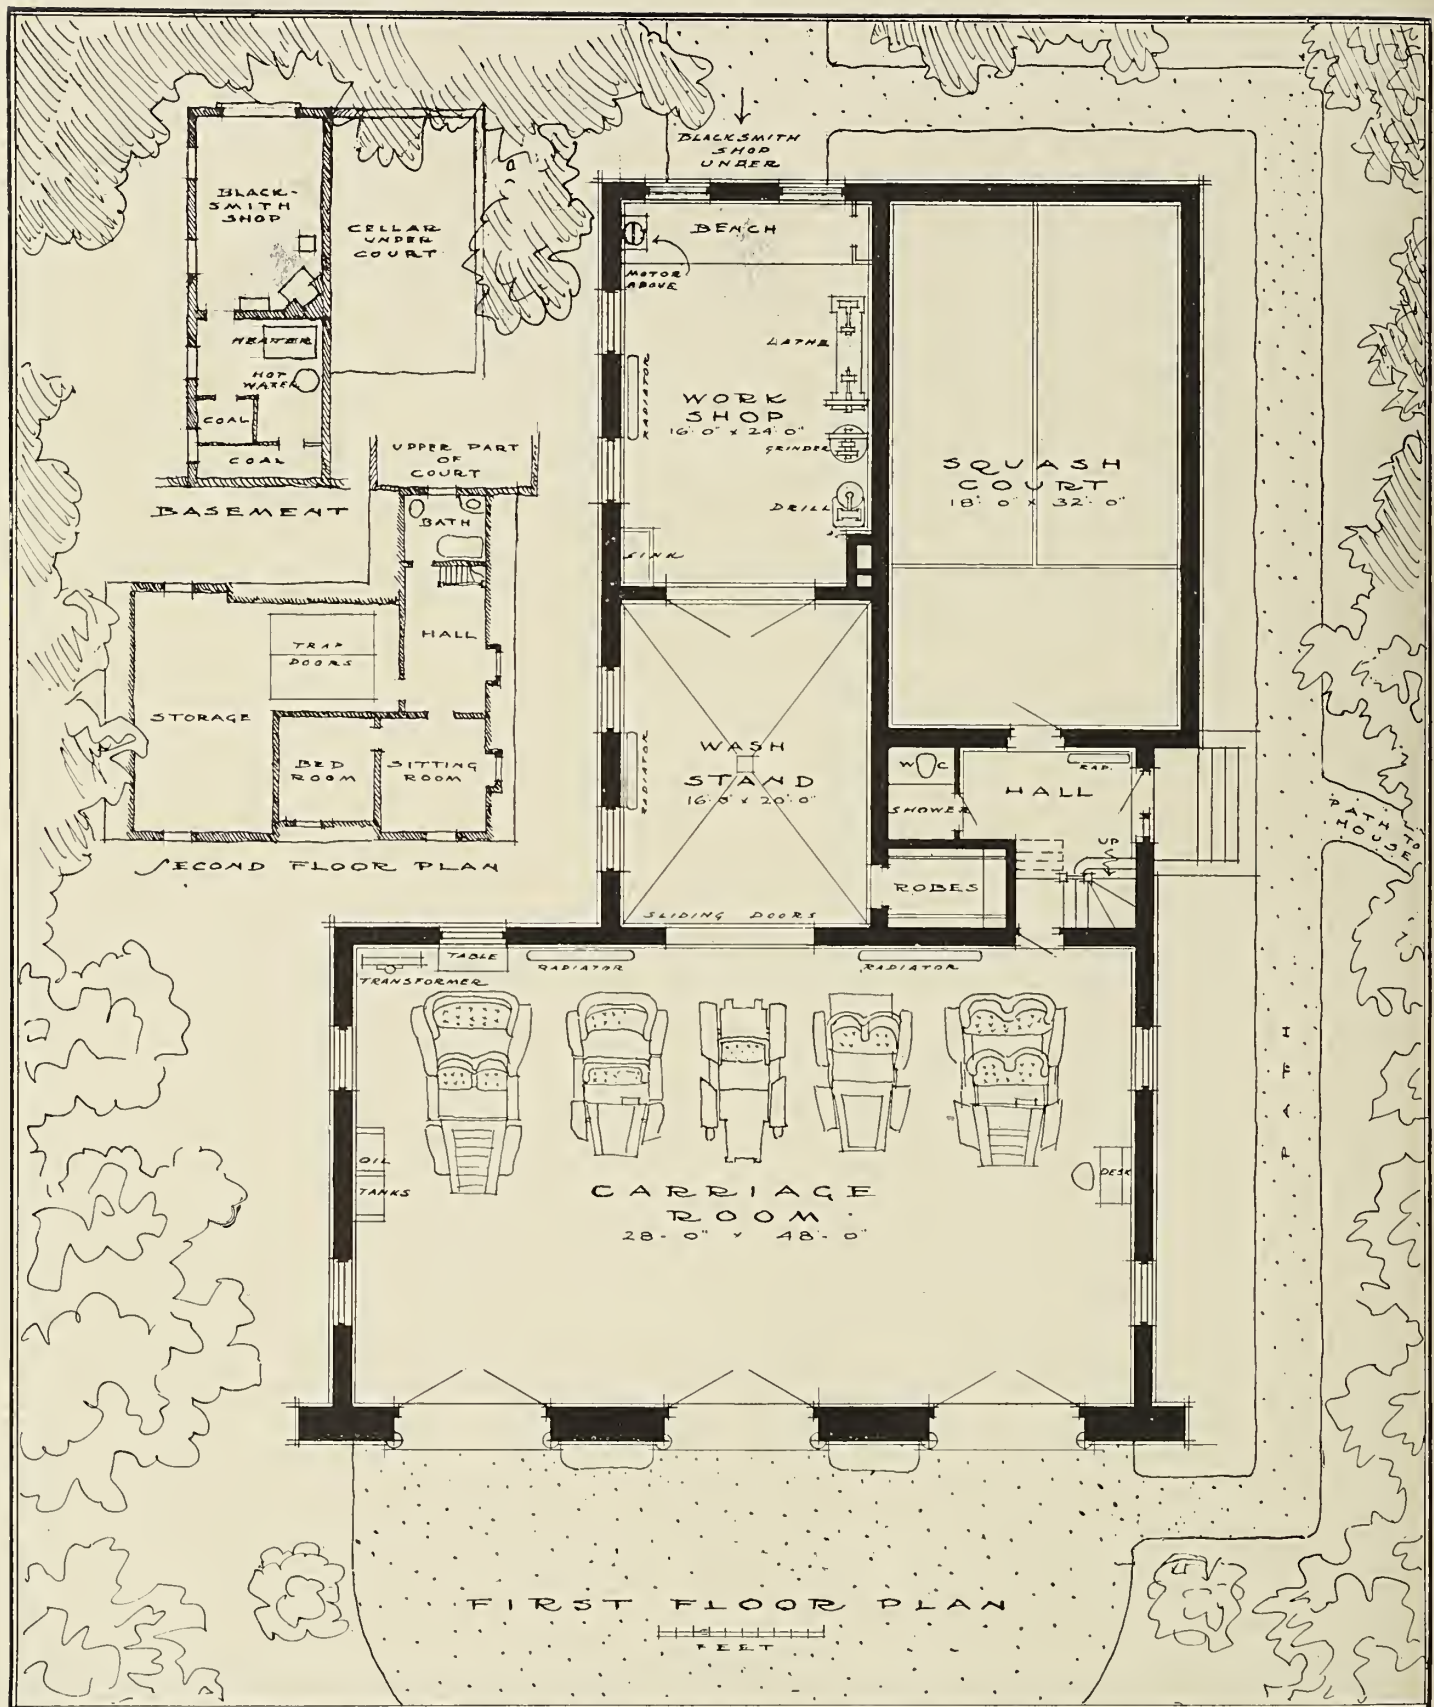 BLACKSMITH
SHOP
UNDER
BLACK-
SMITH
SHOP
CELLAR
UNDER
COURT
HEATER
HOT
WATER
COAL
COAL
BASEMENT
UPPER PART
OF
COURT
BATH
HALL
TRAP
DOORS
STORAGE
BED
ROOM
SITTING
ROOM
SECOND FLOOR PLAN
BENCH
MOTOR
ABOVE
LATHE
RADIATOR
WORK
SHOP
16'-0" x 24'-0"
GRINDER
DRILL
SINK
SQUASH
COURT
18'-0" x 32'-0"
WASH
STAND
16'-0" x 20'-0"
RADIATOR
SLIDING DOORS
WC
SHOWER
RAD.
HALL
UP
ROBES
PATH TO
HOUSE
TABLE
TRANSFORMER
RADIATOR
RADIATOR
OIL
TANKS
DESK
CARRIAGE
ROOM
28'-0" x 48'-0"
PATH
FIRST FLOOR PLAN
FEET